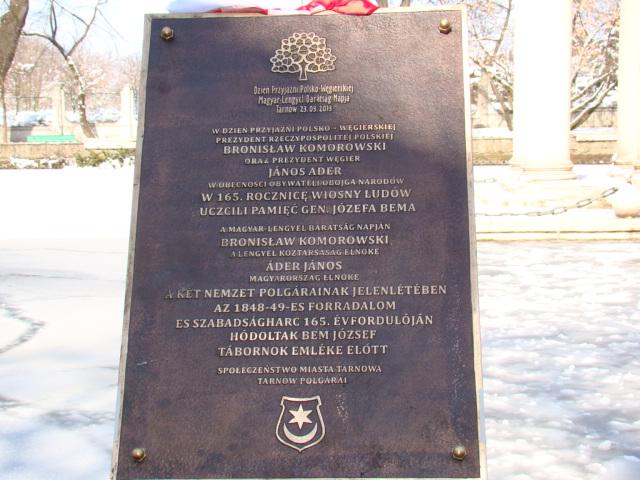 Dzień Przyjaźni Polsko-Węgierskiej
Magyar-Lengyel Barátság Napja
Tarnów 23.03.2013
W DZIEŃ PRZYJAŹNI POLSKO - WĘGIERSKIEJ
PREZYDENT RZECZYPOSPOLITEJ POLSKIEJ
BRONISŁAW KOMOROWSKI
ORAZ PREZYDENT WĘGIER
JÁNOS ÁDER
W OBECNOŚCI OBYWATELI OBOJGA NARODÓW
W 165. ROCZNICĘ WIOSNY LUDÓW
UCZCILI PAMIĘĆ GEN. JÓZEFA BEMA
A MAGYAR-LENGYEL BARÁTSÁG NAPJÁN
BRONISŁAW KOMOROWSKI
A LENGYEL KÖZTÁRSASÁG ELNÖKE
ÁDER JÁNOS
MAGYARORSZÁG ELNÖKE
A KÉT NEMZET POLGÁRAINAK JELENLÉTÉBEN
AZ 1848-49-ES FORRADALOM
ÉS SZABADSÁGHARC 165. ÉVFORDULÓJÁN
HÓDOLTAK BEM JÓZSEF
TÁBORNOK EMLÉKE ELŐTT
SPOŁECZEŃSTWO MIASTA TARNOWA
TARNÓW POLGÁRAI